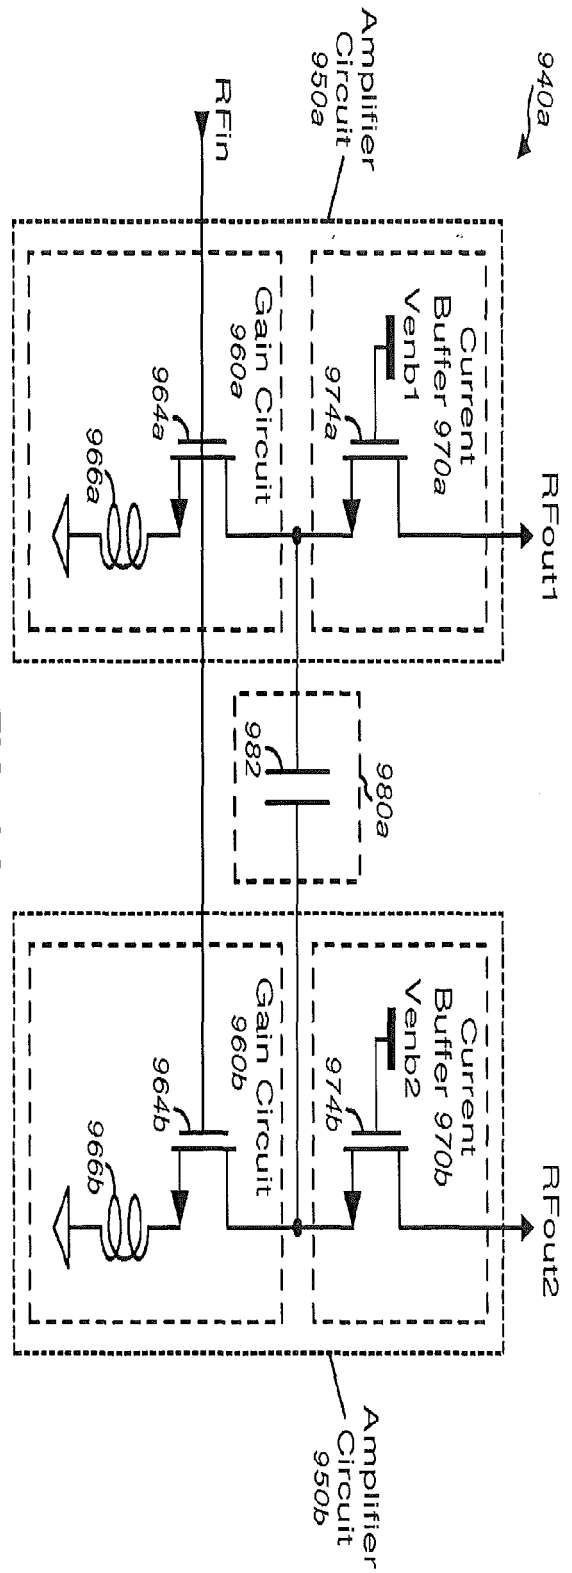 940a
Amplifier
Circuit
950a
RFin
RFout1
Current
Buffer 970a
Venb1
974a
Gain Circuit
960a
964a
966a
980a
982
RFout2
Current
Buffer 970b
Venb2
974b
Gain Circuit
960b
964b
966b
Amplifier
Circuit
950b